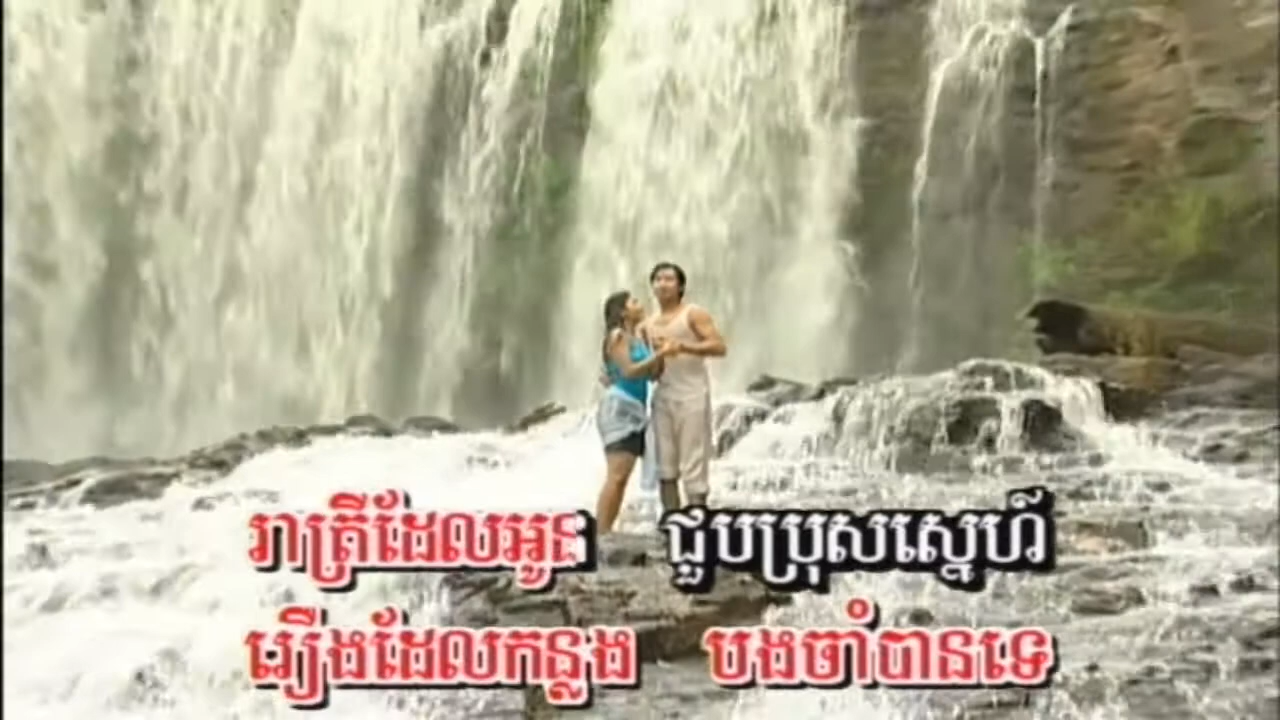 រាត្រីដែលអូន ជួបប្រុសស្នេហ៍
រឿងដែលកន្លង បងចាំបានទេ